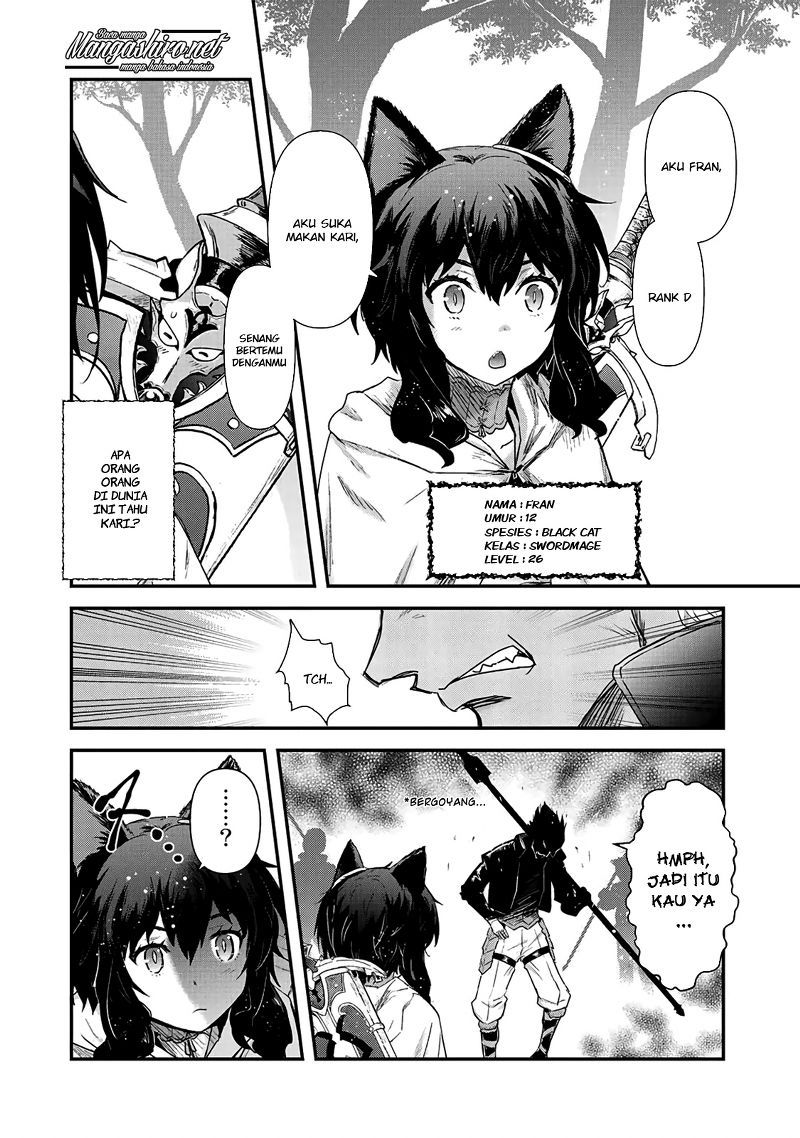 Baca manga
Mangashiro.net
manga bahasa indonesia
AKU FRAN,
RANK D
AKU SUKA
MAKAN KARI,
SENANG
BERTEMU
DENGANMU
APA
ORANG
ORANG
DI DUNIA
INI TAHU
KARI.?
NAMA : FRAN
UMUR : 12
SPESIES : BLACK CAT
KELAS : SWORDMAGE
LEVEL : 26
TCH...
*BERGOYANG...
HMPH,
JADI ITU
KAU YA
...
......?